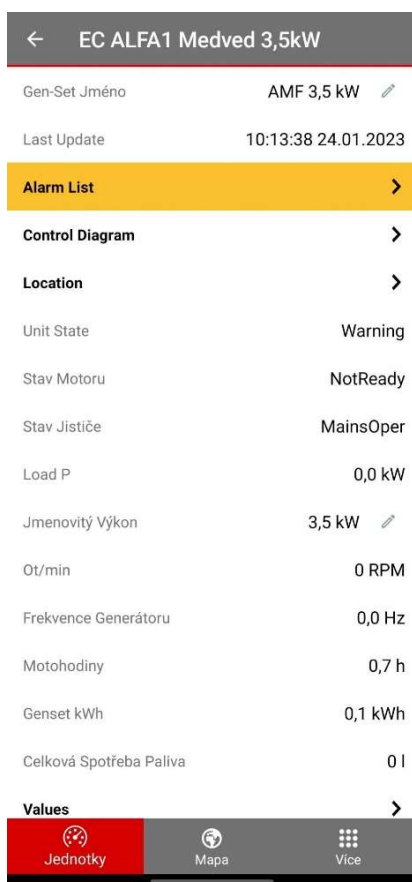 EC ALFA1 Medved 3,5kW
Gen-Set Jméno AMF 3,5 kW
Last Update 10:13:38 24.01.2023
Alarm List
Control Diagram
Location
Unit State Warning
Stav Motoru NotReady
Stav Jističe MainsOper
Load P 0,0 kW
Jmenovitý Výkon 3,5 kW
Ot/min 0 RPM
Frekvence Generátoru 0,0 Hz
Motohodiny 0,7 h
Genset kWh 0,1 kWh
Celková Spotřeba Paliva 0 l
Values
Jednotky Mapa Více